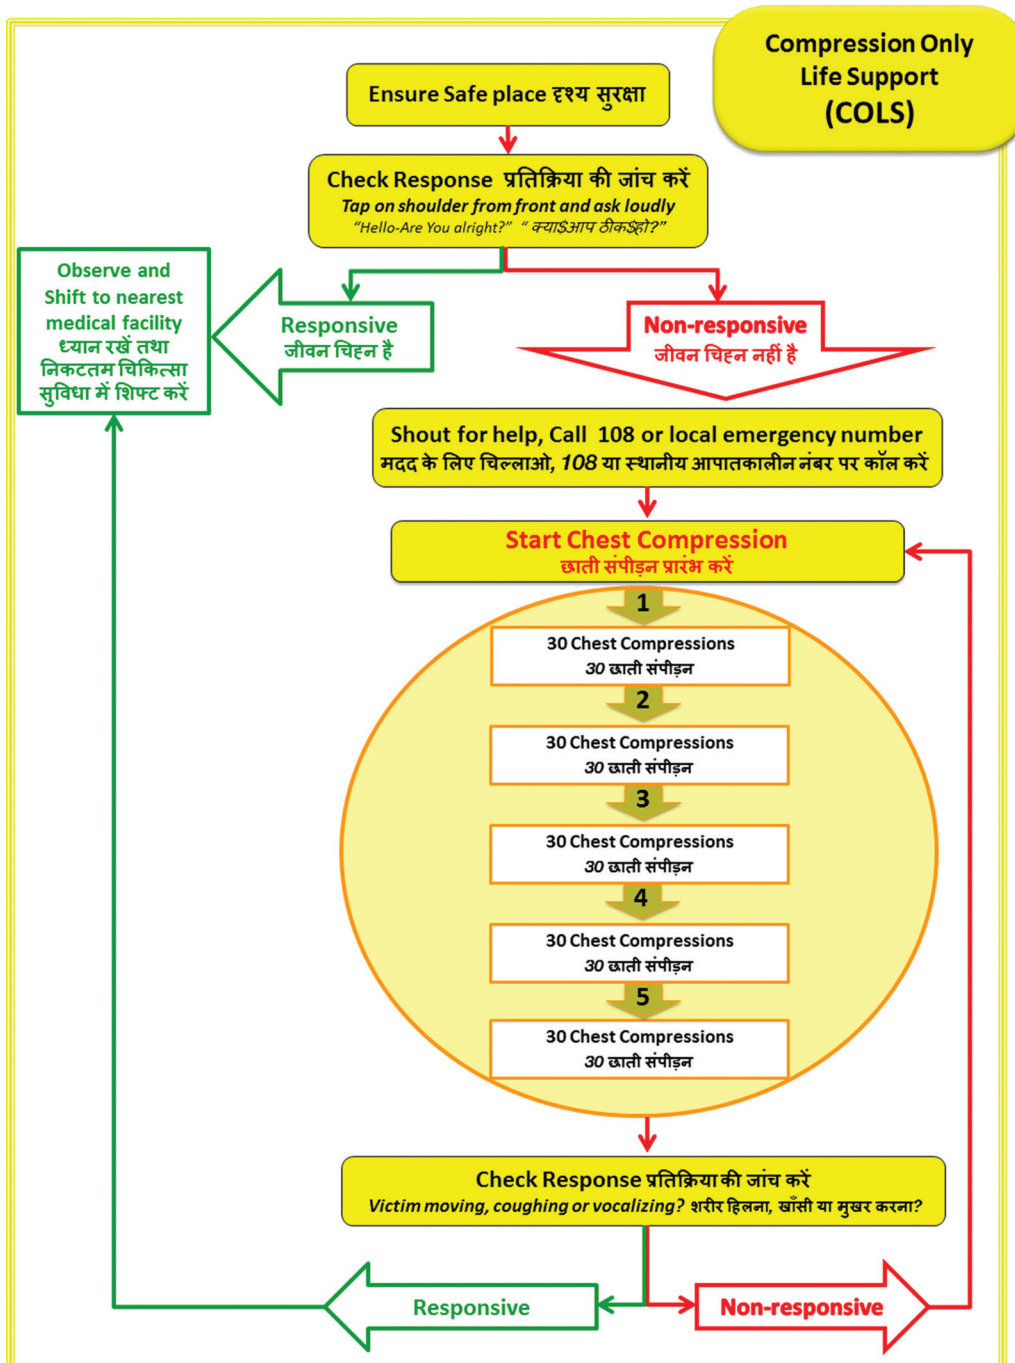 Compression Only
Life Support
(COLS)
Ensure Safe place दृश्य सुरक्षा
Check Response प्रतिक्रिया की जांच करें
Tap on shoulder from front and ask loudly
“Hello-Are You alright?” “ क्या$आप ठीक$हो?”
Observe and
Shift to nearest
medical facility
ध्यान रखें तथा
निकटतम चिकित्सा
सुविधा में शिफ्ट करें
Responsive
जीवन चिह्न है
Non-responsive
जीवन चिह्न नहीं है
Shout for help, Call 108 or local emergency number
मदद के लिए चिल्लाओ, 108 या स्थानीय आपातकालीन नंबर पर कॉल करें
Start Chest Compression
छाती संपीड़न प्रारंभ करें
1
30 Chest Compressions
30 छाती संपीड़न
2
30 Chest Compressions
30 छाती संपीड़न
3
30 Chest Compressions
30 छाती संपीड़न
4
30 Chest Compressions
30 छाती संपीड़न
5
30 Chest Compressions
30 छाती संपीड़न
Check Response प्रतिक्रिया की जांच करें
Victim moving, coughing or vocalizing? शरीर हिलना, खाँसी या मुखर करना?
Responsive
Non-responsive